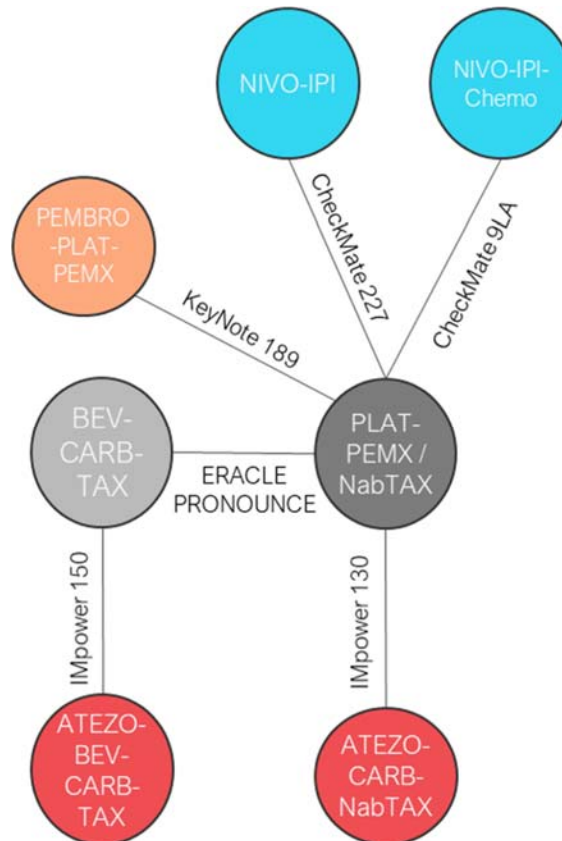 NIVO-IPI
NIVO-IPI-
Chemo
CheckMate 227
CheckMate 9LA
PEMBRO
-PLAT-
PEMX
KeyNote 189
BEV-
CARB-
TAX
ERACLE
PRONOUNCE
PLAT-
PEMX /
NabTAX
IMpower 150
IMpower 130
ATEZO-
BEV-
CARB-
TAX
ATEZO-
CARB-
NabTAX